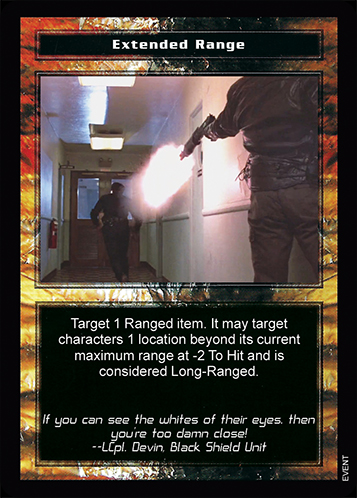 Extended Range
Target 1 Ranged item. It may target
characters 1 location beyond its current
maximum range at -2 To Hit and is
considered Long-Ranged.
If you can see the whites of their eyes, then
you're too damn close!
--LCpl. Devin, Black Shield Unit
EVENT